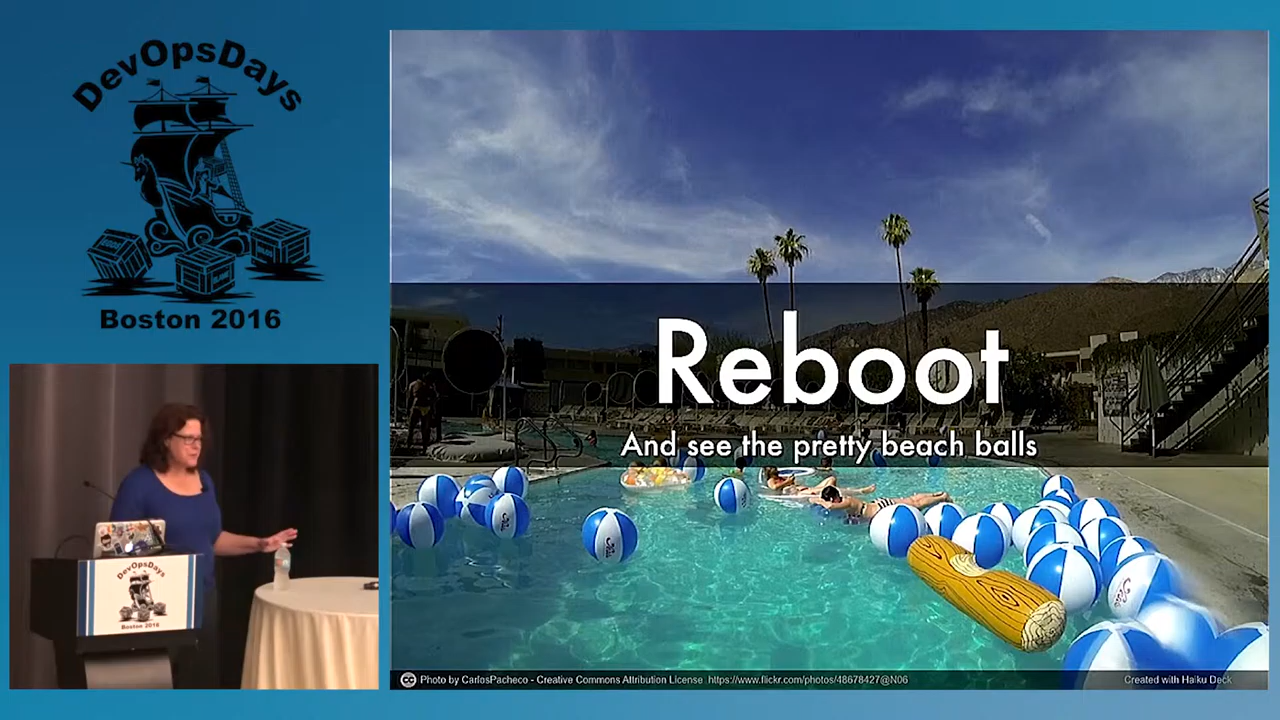 DevOpsDays
Boston 2016
Reboot
And see the pretty beach balls
DevOpsDays
Boston 2016
Photo by CarlosPacheco - Creative Commons Attribution License https://www.flickr.com/photos/48678427@N06
Created with Haiku Deck